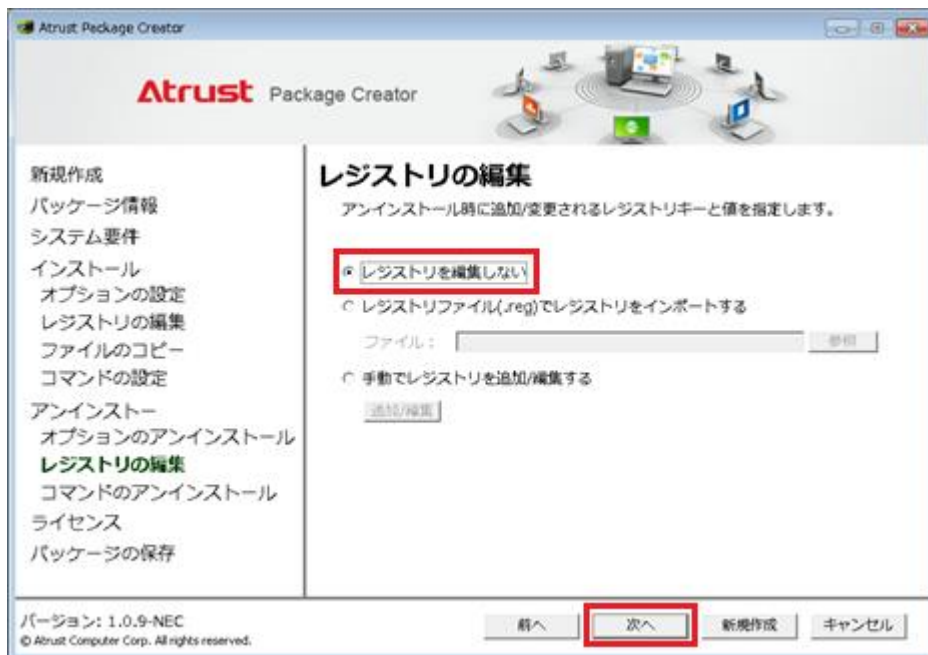 Atrust Package Creator
Atrust Package Creator
新規作成
パッケージ情報
システム要件
インストール
オプションの設定
レジストリの編集
ファイルのコピー
コマンドの設定
アンインストー
オプションのアンインストール
レジストリの編集
コマンドのアンインストール
ライセンス
パッケージの保存
レジストリの編集
アンインストール時に追加/変更されるレジストリキーと値を指定します。
レジストリを編集しない
レジストリファイル(.reg)でレジストリをインポートする
ファイル： 参照
手動でレジストリを追加/編集する
追加/編集
バージョン: 1.0.9-NEC
© Atrust Computer Corp. All rights reserved.
前へ 次へ 新規作成 キャンセル